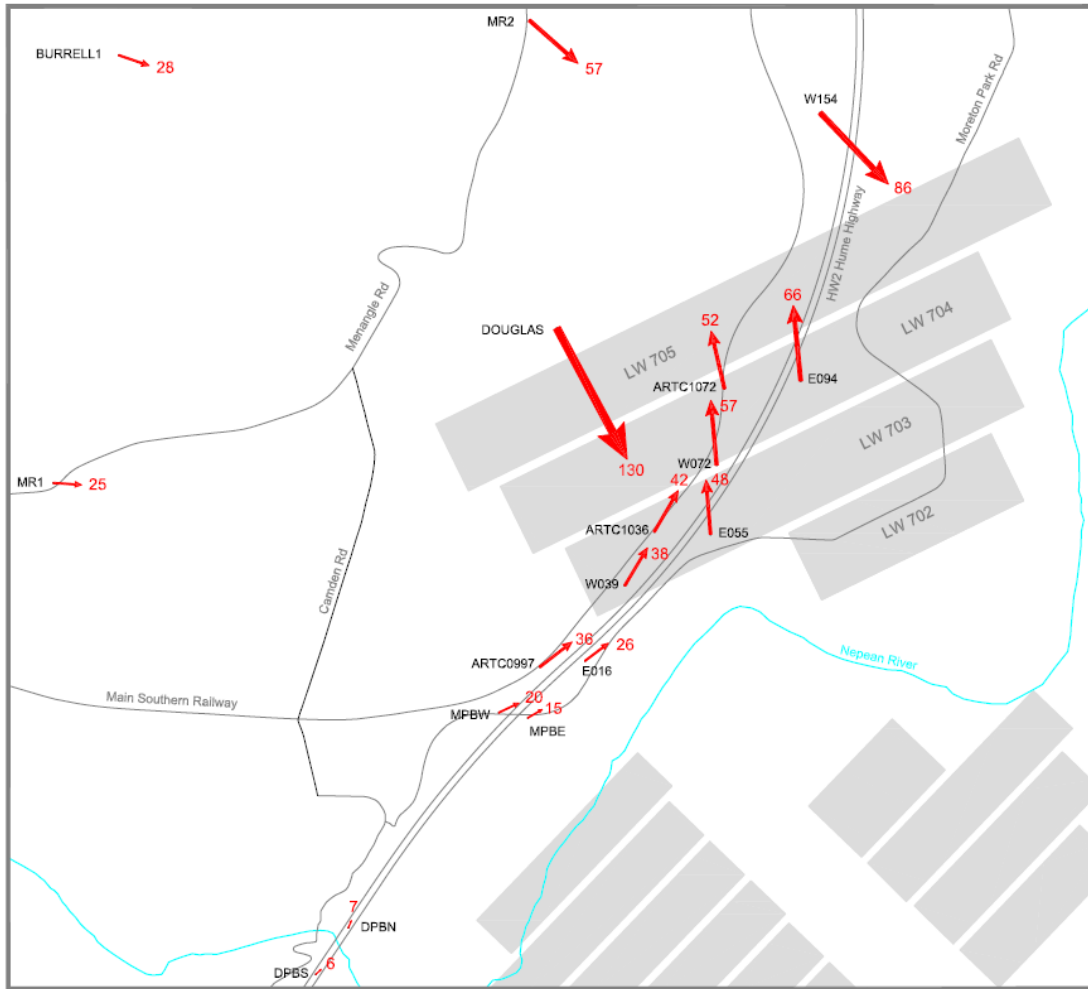 MR2
BURRELL1
28
57
W154
Moreton Park Rd
86
HW2 Hume Highway
66
52
LW 704
Menangle Rd
DOUGLAS
LW 705
E094
ARTC1072
57
LW 703
130
W072
42
48
MR1
25
LW 702
ARTC1036
E055
38
W039
Camden Rd
36
26
Nepean River
ARTC0997
E016
Main Southern Railway
20
15
MPBW
MPBE
7
DPBN
6
DPBS